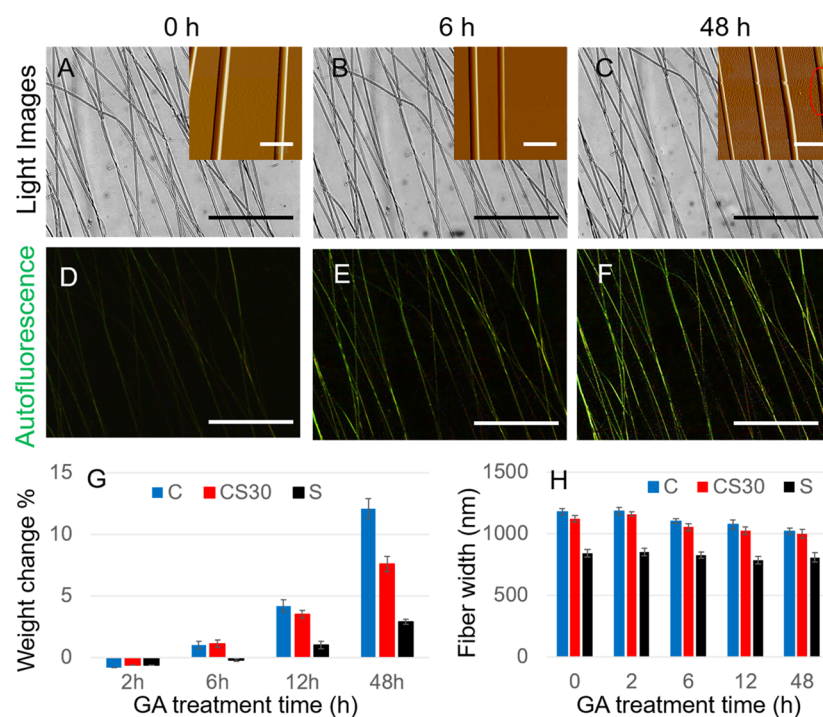 0 h 6 h 48 h
Light Images
A B C
Autofluorescence
D E F
G H
Weight change %
15
10
5
0
C CS30 S
2h 6h 12h 48h
GA treatment time (h)
Fiber width (nm)
1500
1000
500
0
C CS30 S
0 2 6 12 48
GA treatment time (h)